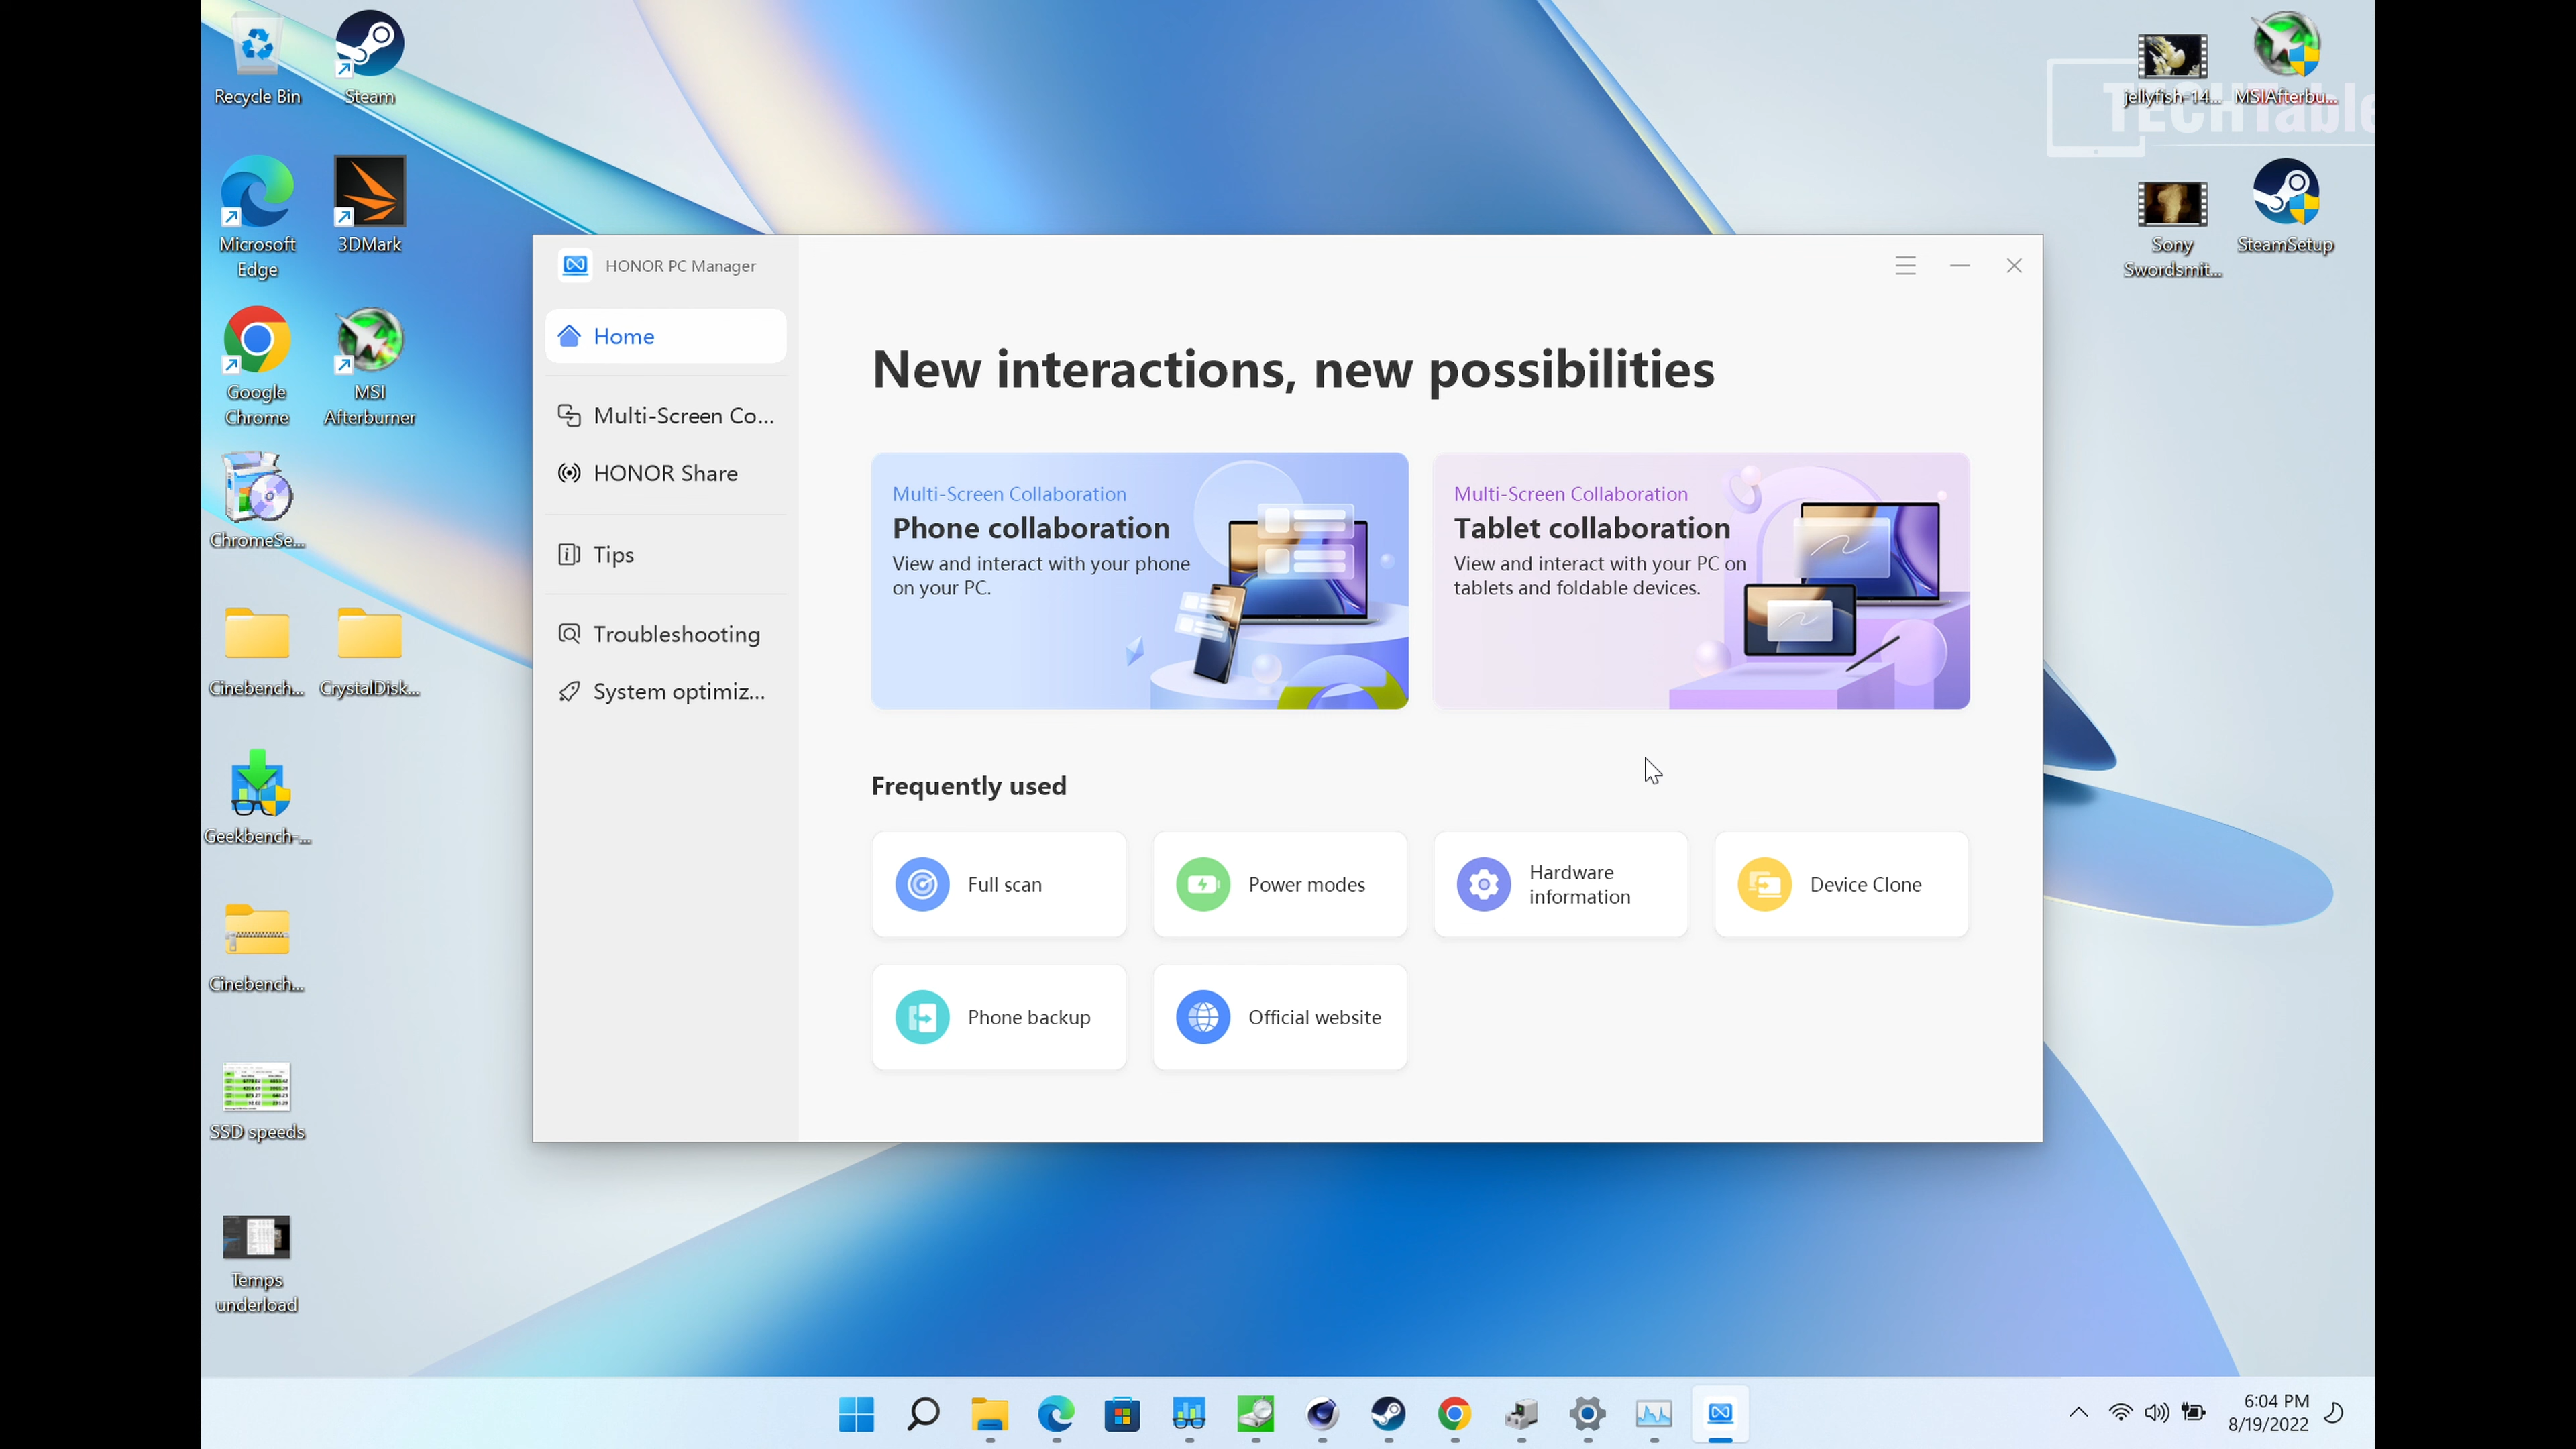 Recycle Bin
Steam
jellyfish-14...
MSIAfterbu...
TECHTable
Microsoft
Edge
3DMark
Sony
Swordsmit...
SteamSetup
Google
Chrome
MSI
Afterburner
ChromeSe...
Cinebench...
CrystalDisk...
Geekbench-...
Cinebench...
SSD speeds
Temps
underload
HONOR PC Manager
Home
Multi-Screen Co...
HONOR Share
Tips
Troubleshooting
System optimiz...
New interactions, new possibilities
Multi-Screen Collaboration
Phone collaboration
View and interact with your phone
on your PC.
Multi-Screen Collaboration
Tablet collaboration
View and interact with your PC on
tablets and foldable devices.
Frequently used
Full scan
Power modes
Hardware
information
Device Clone
Phone backup
Official website
6:04 PM
8/19/2022